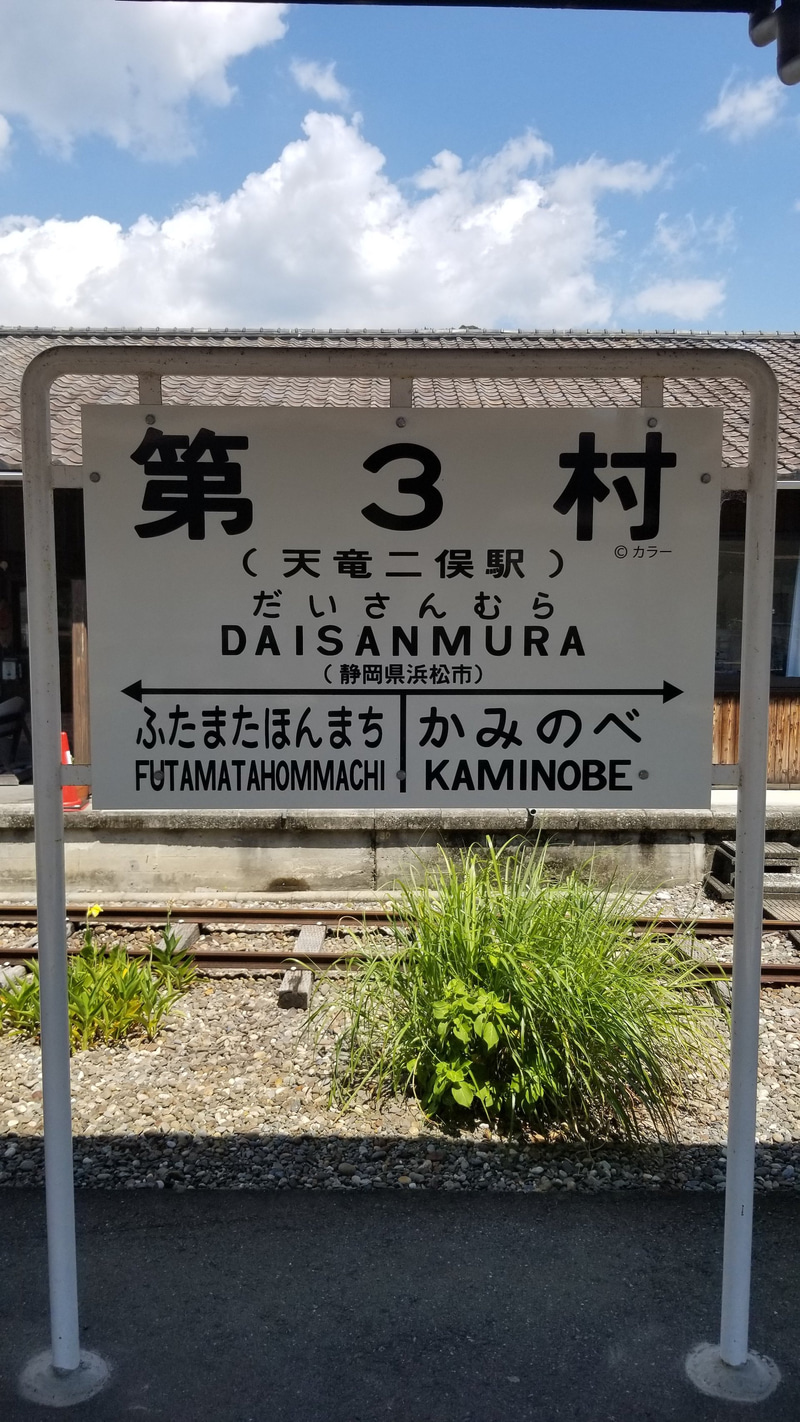 第3村
© カラー
(天竜二俣駅)
だいさんむら
DAISANMURA
(静岡県浜松市)
ふたまたほんまち
FUTAMATAHOMMACHI
かみのべ
KAMINOBE